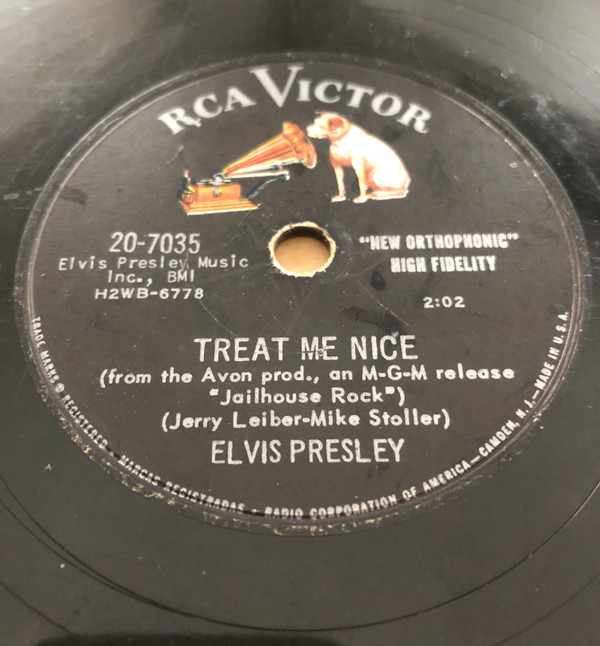 RCA VICTOR
20-7035
Elvis Presley Music
Inc., BMI
H2WB-6778
"NEW ORTHOPHONIC"
HIGH FIDELITY
2:02
TREAT ME NICE
(from the Avon prod., an M-G-M release
"Jailhouse Rock")
(Jerry Leiber-Mike Stoller)
ELVIS PRESLEY
TRADE MARKS ® REGISTERED — MARCAS REGISTRADAS — RADIO CORPORATION OF AMERICA — CAMDEN, N. J. — MADE IN U.S.A.